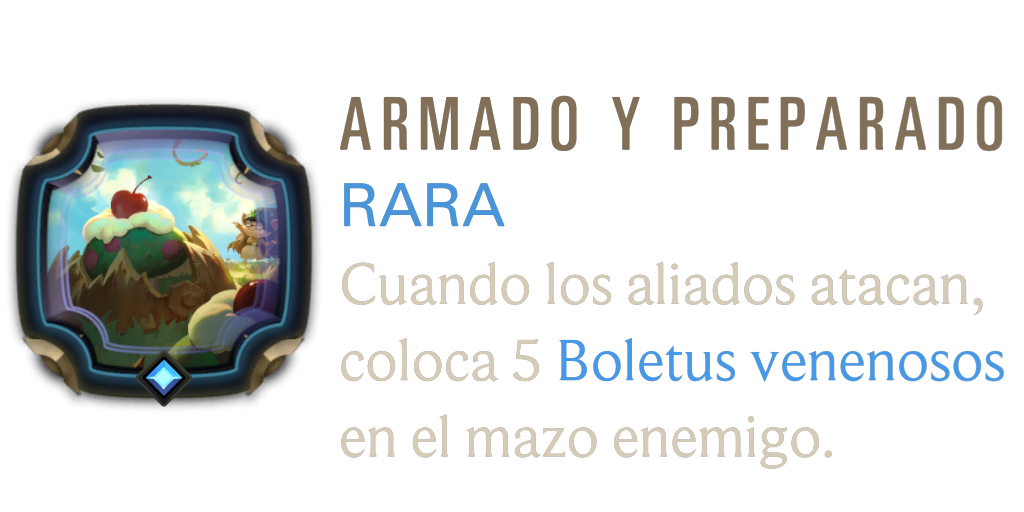 ARMADO Y PREPARADO
RARA
Cuando los aliados atacan,
coloca 5 Boletus venenosos
en el mazo enemigo.